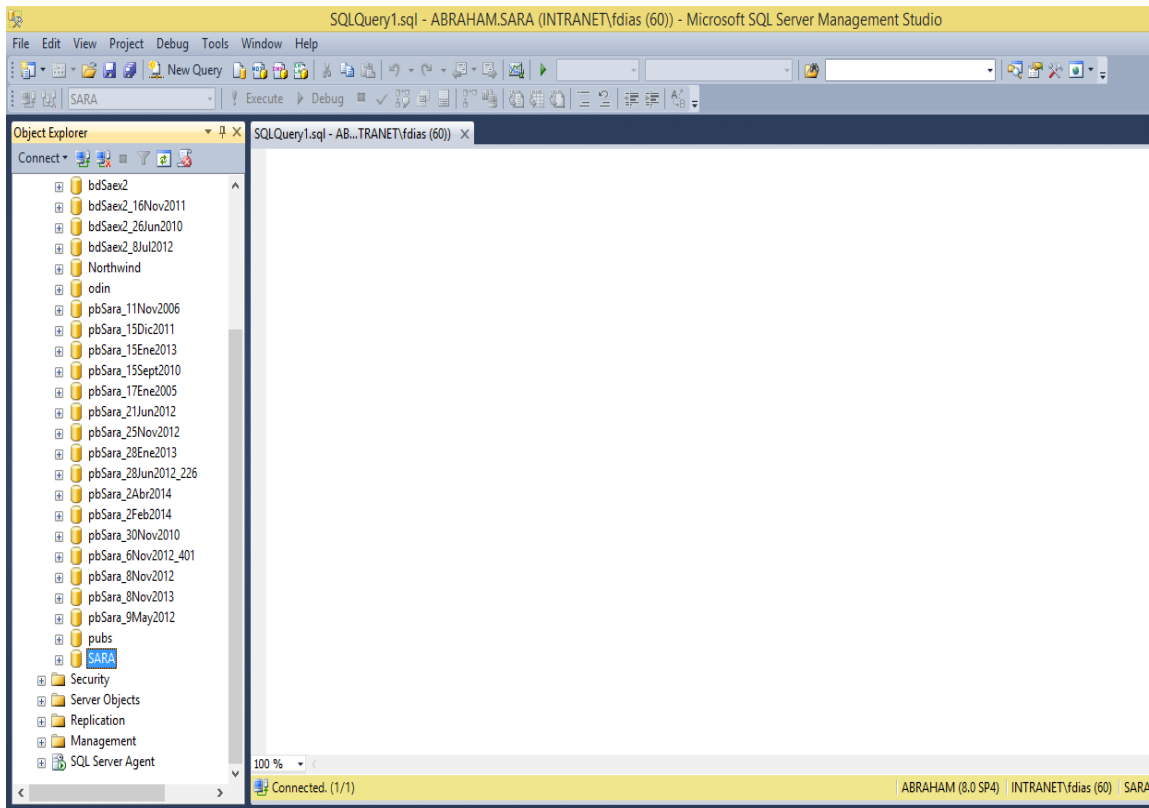 SQLQuery1.sql - ABRAHAM.SARA (INTRANET\fdias (60)) - Microsoft SQL Server Management Studio
File Edit View Project Debug Tools Window Help
New Query
SARA Execute Debug
Object Explorer
SQLQuery1.sql - AB...TRANET\fdias (60))
Connect
bdSaex2
bdSaex2_16Nov2011
bdSaex2_26Jun2010
bdSaex2_8Jul2012
Northwind
odin
pbSara_11Nov2006
pbSara_15Dic2011
pbSara_15Ene2013
pbSara_15Sept2010
pbSara_17Ene2005
pbSara_21Jun2012
pbSara_25Nov2012
pbSara_28Ene2013
pbSara_28Jun2012_226
pbSara_2Abr2014
pbSara_2Feb2014
pbSara_30Nov2010
pbSara_6Nov2012_401
pbSara_8Nov2012
pbSara_8Nov2013
pbSara_9May2012
pubs
SARA
Security
Server Objects
Replication
Management
SQL Server Agent
100 %
Connected. (1/1) ABRAHAM (8.0 SP4) INTRANET\fdias (60) SARA